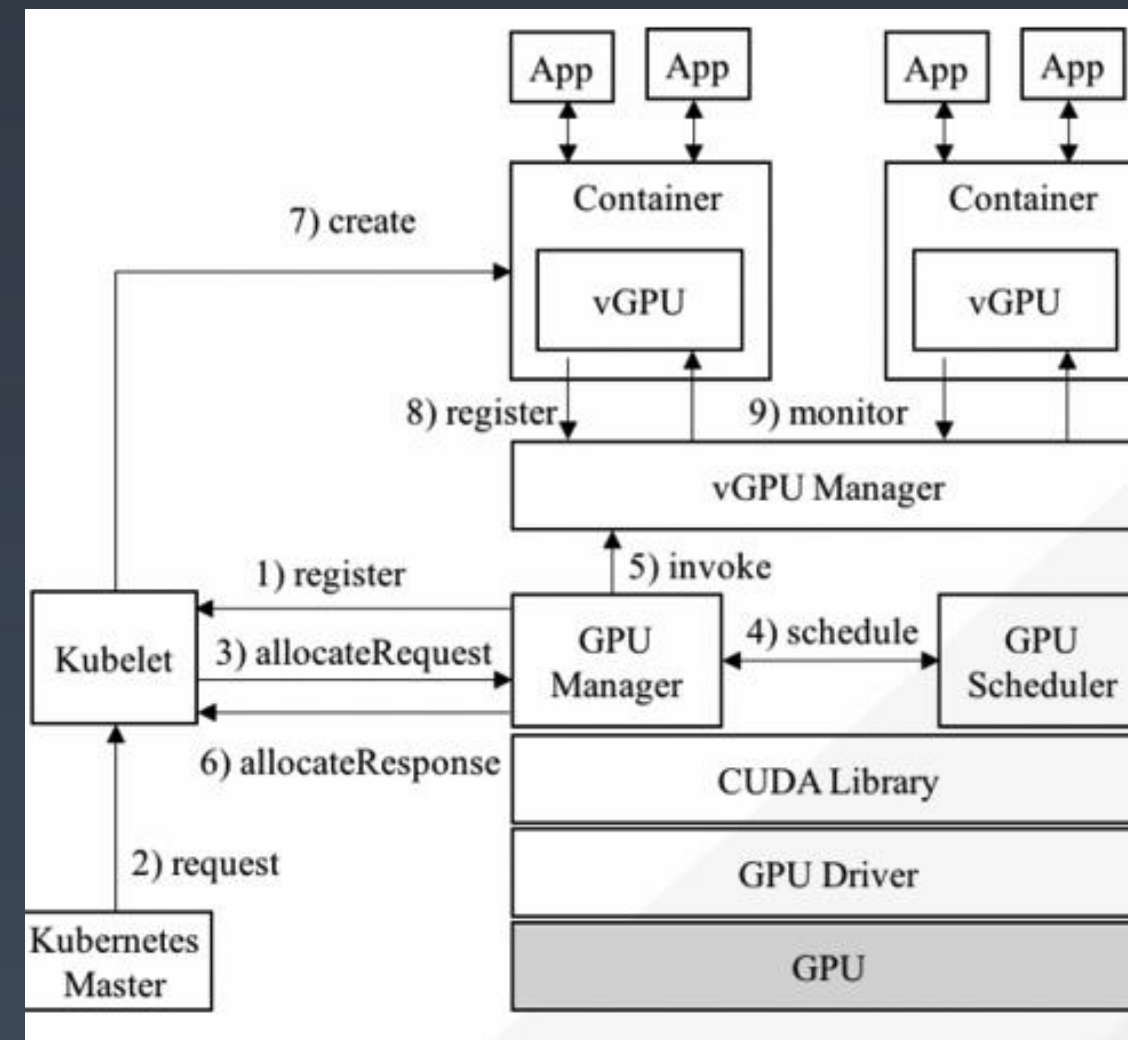 App
App
App
App
Container
Container
7) create
vGPU
vGPU
8) register
9) monitor
vGPU Manager
1) register
5) invoke
Kubelet
3) allocateRequest
GPU
Manager
4) schedule
GPU
Scheduler
6) allocateResponse
CUDA Library
2) request
GPU Driver
Kubernetes
Master
GPU